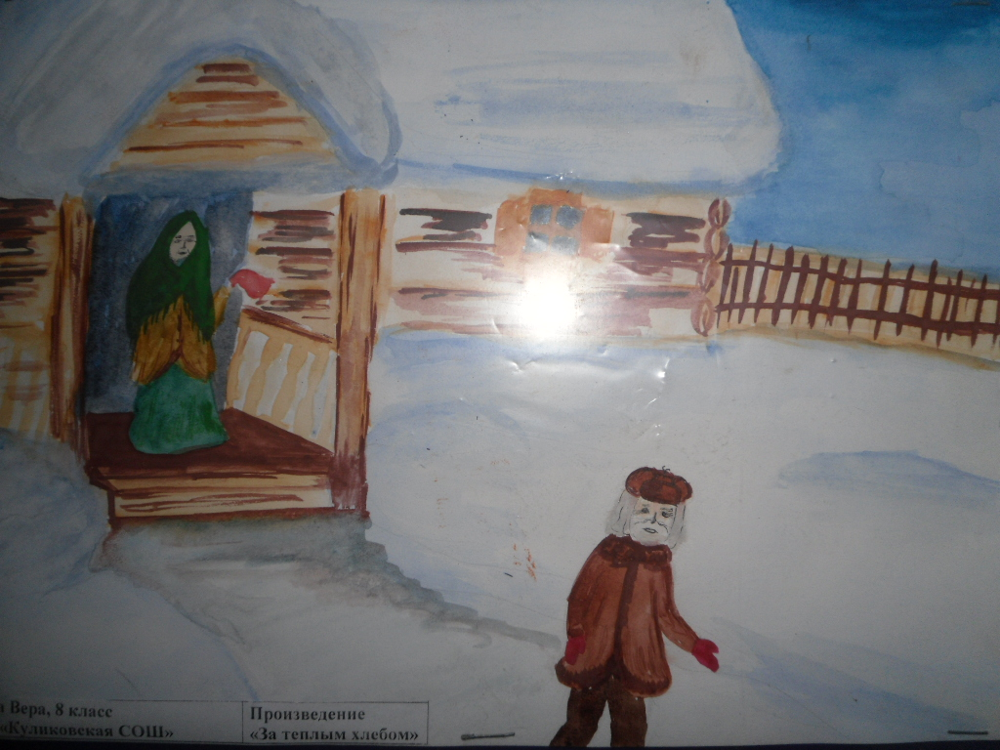 Вера, 8 класс
«Куликовская СОШ»
Произведение
«За теплым хлебом»